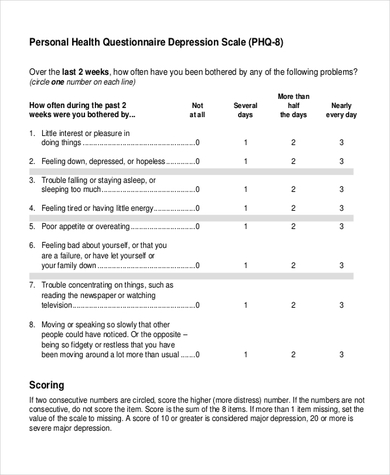 Personal Health Questionnaire Depression Scale (PHQ-8)
Over the last 2 weeks, how often have you been bothered by any of the following problems?
(circle one number on each line)
More than
How often during the past 2 Not Several half Nearly
weeks were you bothered by... at all days the days every day
1. Little interest or pleasure in
doing things.......................................................0 1 2 3
2. Feeling down, depressed, or hopeless..............0 1 2 3
3. Trouble falling or staying asleep, or
sleeping too much.............................................0 1 2 3
4. Feeling tired or having little energy....................0 1 2 3
5. Poor appetite or overeating...............................0 1 2 3
6. Feeling bad about yourself, or that you
are a failure, or have let yourself or
your family down................................................0 1 2 3
7. Trouble concentrating on things, such as
reading the newspaper or watching
television............................................................0 1 2 3
8. Moving or speaking so slowly that other
people could have noticed. Or the opposite –
being so fidgety or restless that you have
been moving around a lot more than usual.......0 1 2 3
Scoring
If two consecutive numbers are circled, score the higher (more distress) number. If the numbers are not
consecutive, do not score the item. Score is the sum of the 8 items. If more than 1 item missing, set the
value of the scale to missing. A score of 10 or greater is considered major depression, 20 or more is
severe major depression.